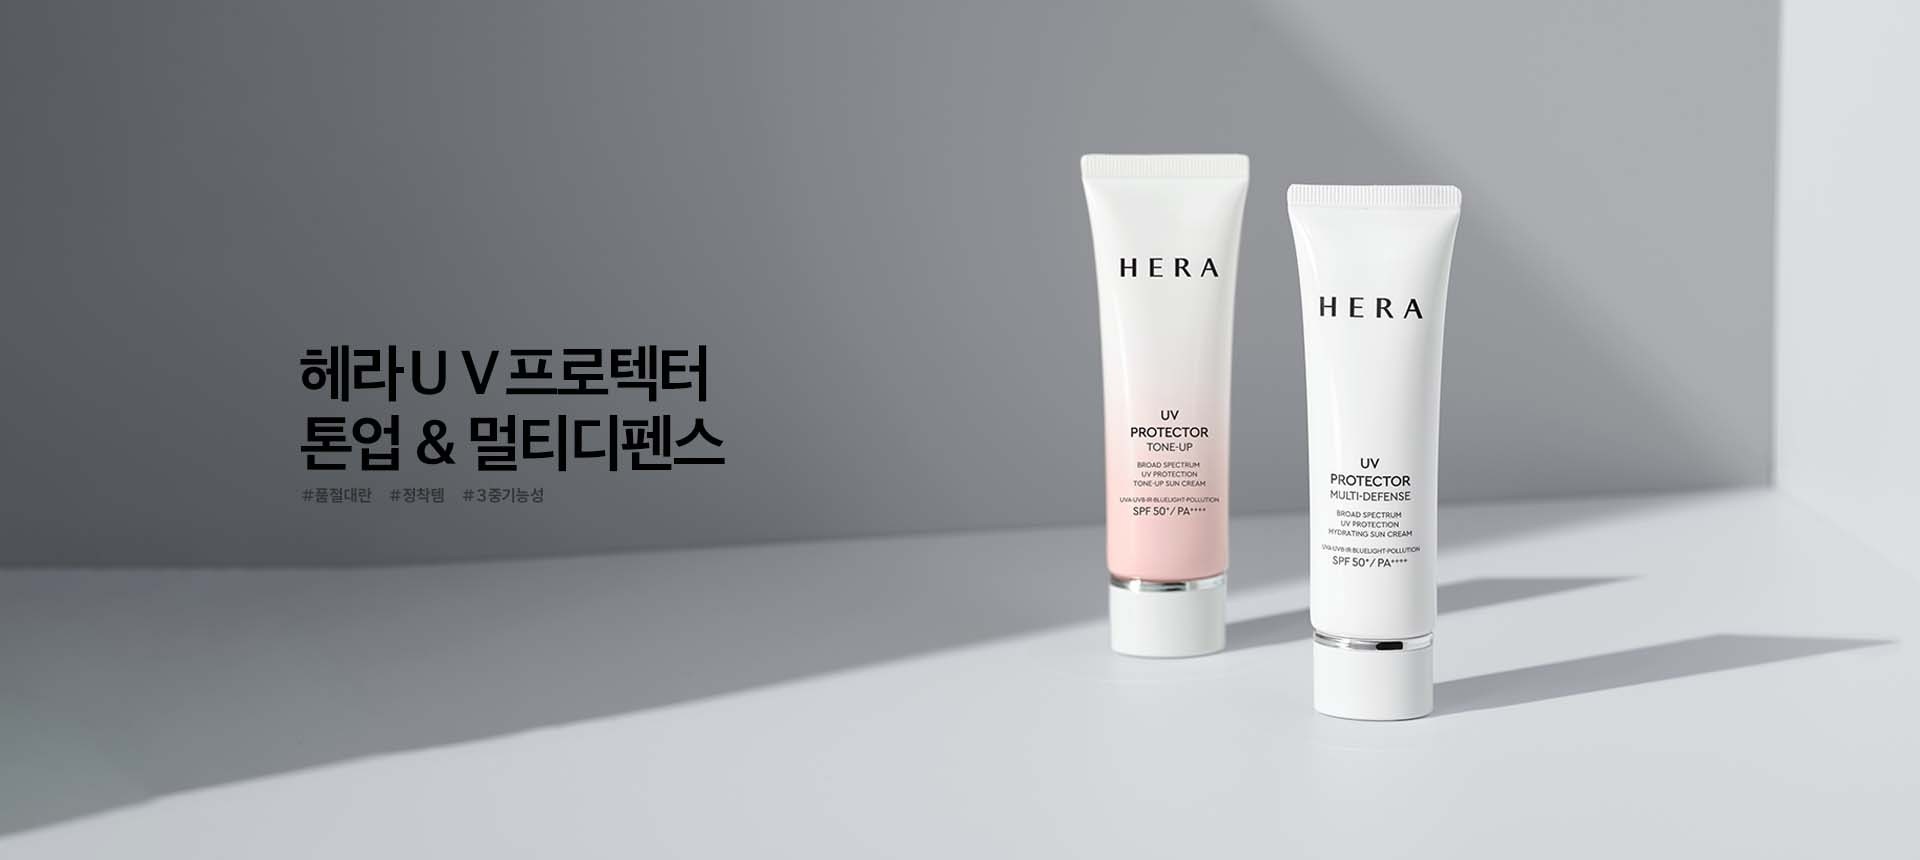 헤라 U V 프로텍터
톤업 & 멀티디펜스
#품절대란 #정착템 #3중기능성
HERA
UV
PROTECTOR
TONE-UP
BROAD SPECTRUM
UV PROTECTION
TONE-UP SUN CREAM
UVA·UVB·IR·BLUELIGHT·POLLUTION
SPF 50+/ PA++++
HERA
UV
PROTECTOR
MULTI-DEFENSE
BROAD SPECTRUM
UV PROTECTION
HYDRATING SUN CREAM
UVA·UVB·IR·BLUELIGHT·POLLUTION
SPF 50+/ PA++++